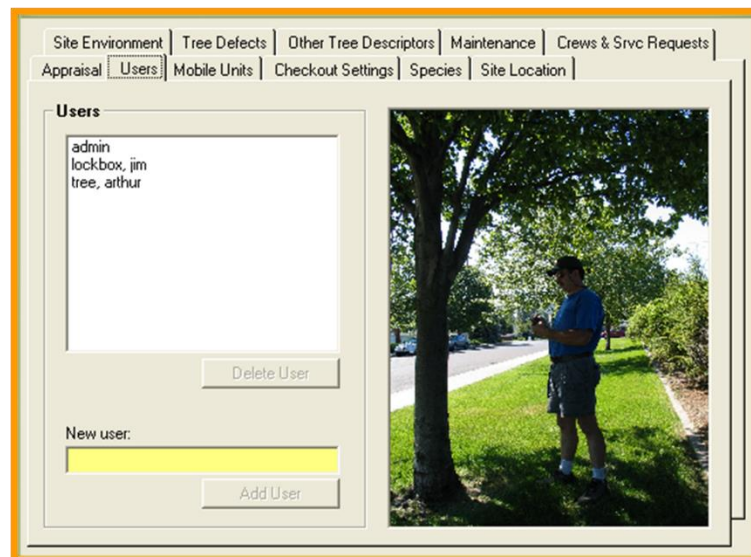 Site Environment Tree Defects Other Tree Descriptors Maintenance Crews & Srvc Requests
Appraisal Users Mobile Units Checkout Settings Species Site Location
Users
admin
lockbox, jim
tree, arthur
Delete User
New user:
Add User